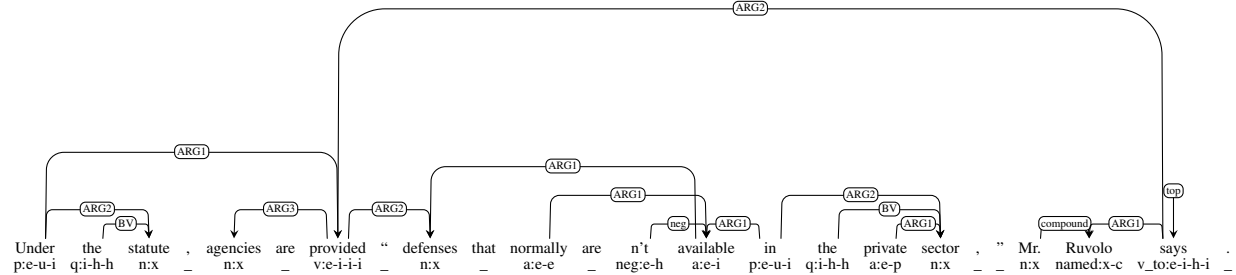 ARG2
ARG1
ARG1
ARG1
top
ARG2 ARG3 ARG2 ARG2
BV neg ARG1 BV ARG1 compound ARG1
Under the statute , agencies are provided “ defenses that normally are n't available in the private sector , ” Mr. Ruvolo says .
p:e-u-i q:i-h-h n:x _ n:x _ v:e-i-i-i _ n:x _ a:e-e _ neg:e-h a:e-i p:e-u-i q:i-h-h a:e-p n:x _ _ n:x named:x-c v_to:e-i-h-i _